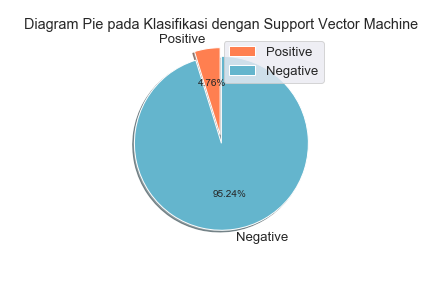 Diagram Pie pada Klasifikasi dengan Support Vector Machine
Positive
Positive
Negative
4.76%
95.24%
Negative